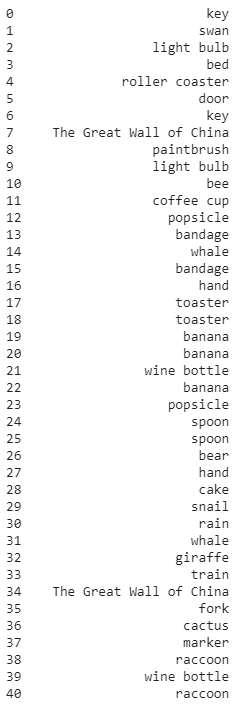 0 key
1 swan
2 light bulb
3 bed
4 roller coaster
5 door
6 key
7 The Great Wall of China
8 paintbrush
9 light bulb
10 bee
11 coffee cup
12 popsicle
13 bandage
14 whale
15 bandage
16 hand
17 toaster
18 toaster
19 banana
20 banana
21 wine bottle
22 banana
23 popsicle
24 spoon
25 spoon
26 bear
27 hand
28 cake
29 snail
30 rain
31 whale
32 giraffe
33 train
34 The Great Wall of China
35 fork
36 cactus
37 marker
38 raccoon
39 wine bottle
40 raccoon